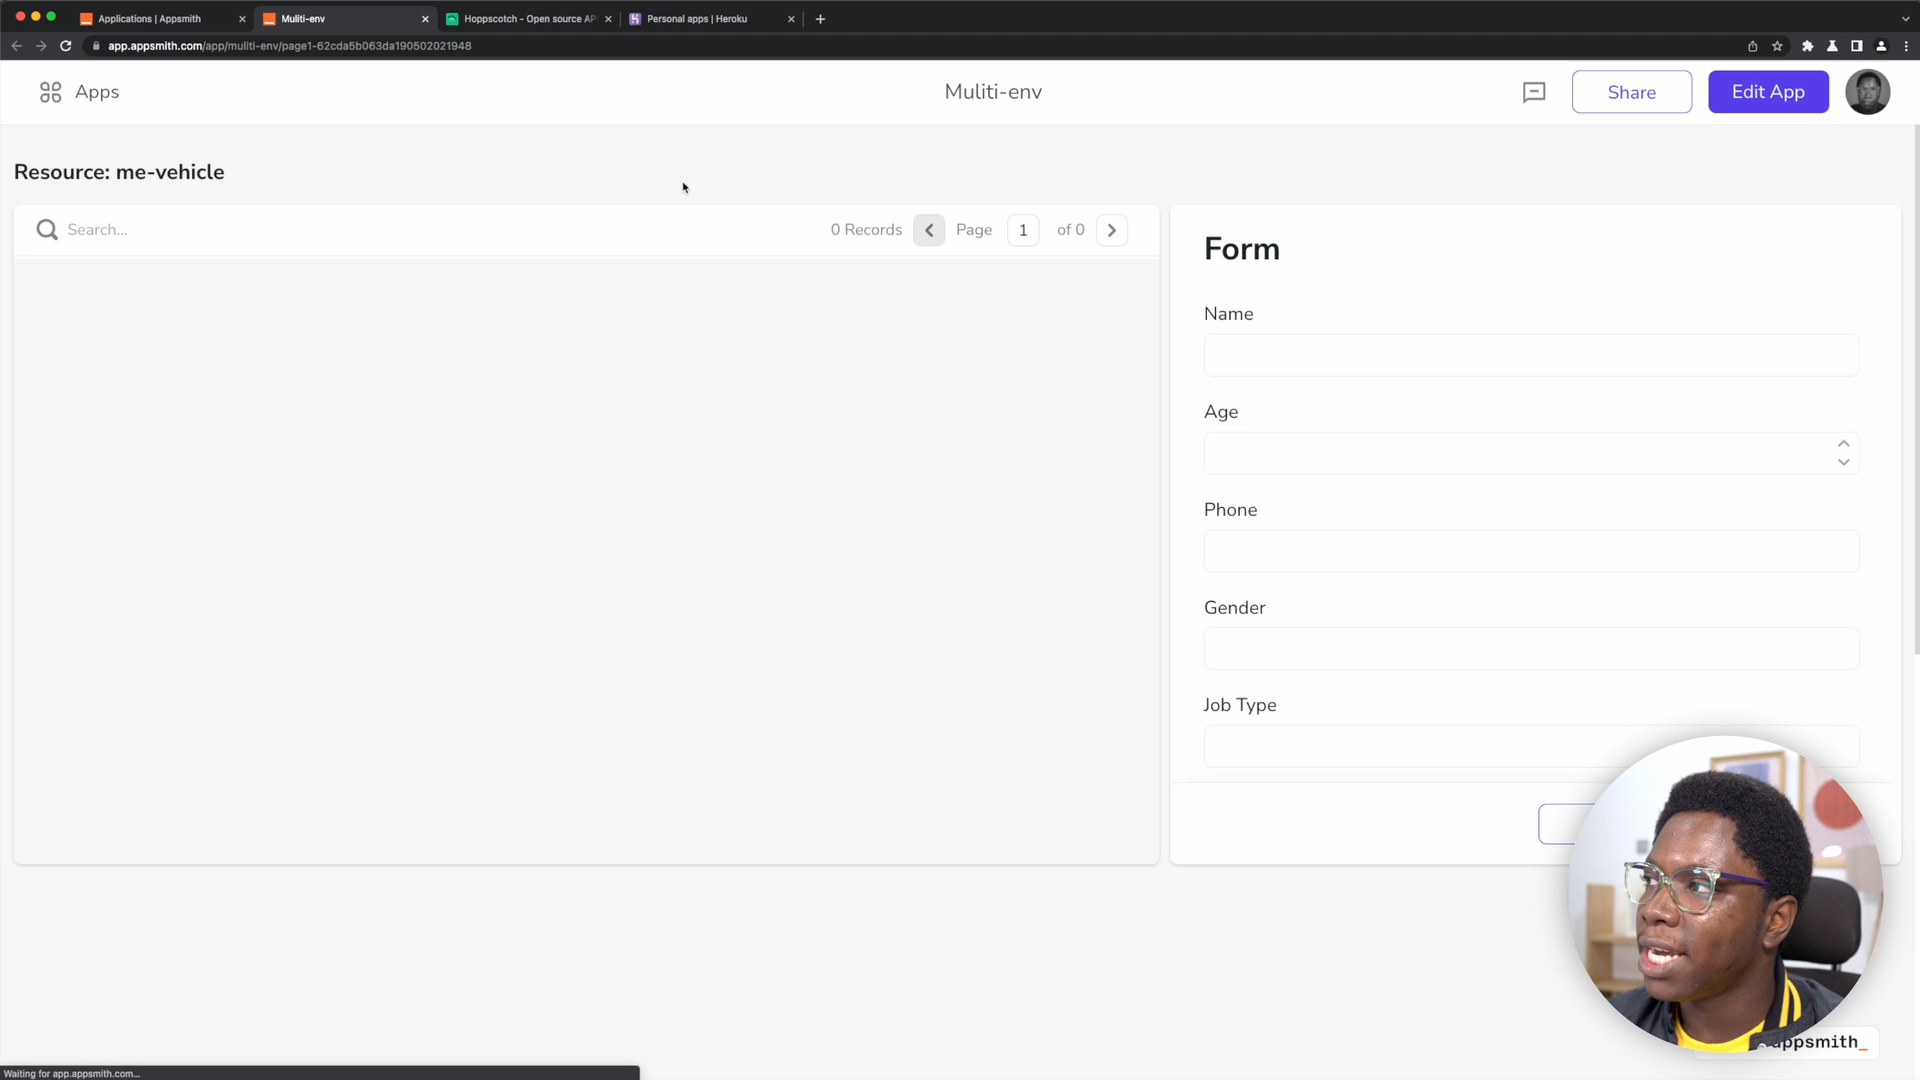 Applications | Appsmith
Muliti-env
Hoppscotch - Open source AP
Personal apps | Heroku
app.appsmith.com/app/muliti-env/page1-62cda5b063da190502021948
Apps
Muliti-env
Share
Edit App
Resource: me-vehicle
Search...
0 Records
Page
1
of 0
Form
Name
Age
Phone
Gender
Job Type
appsmith_
Waiting for app.appsmith.com...